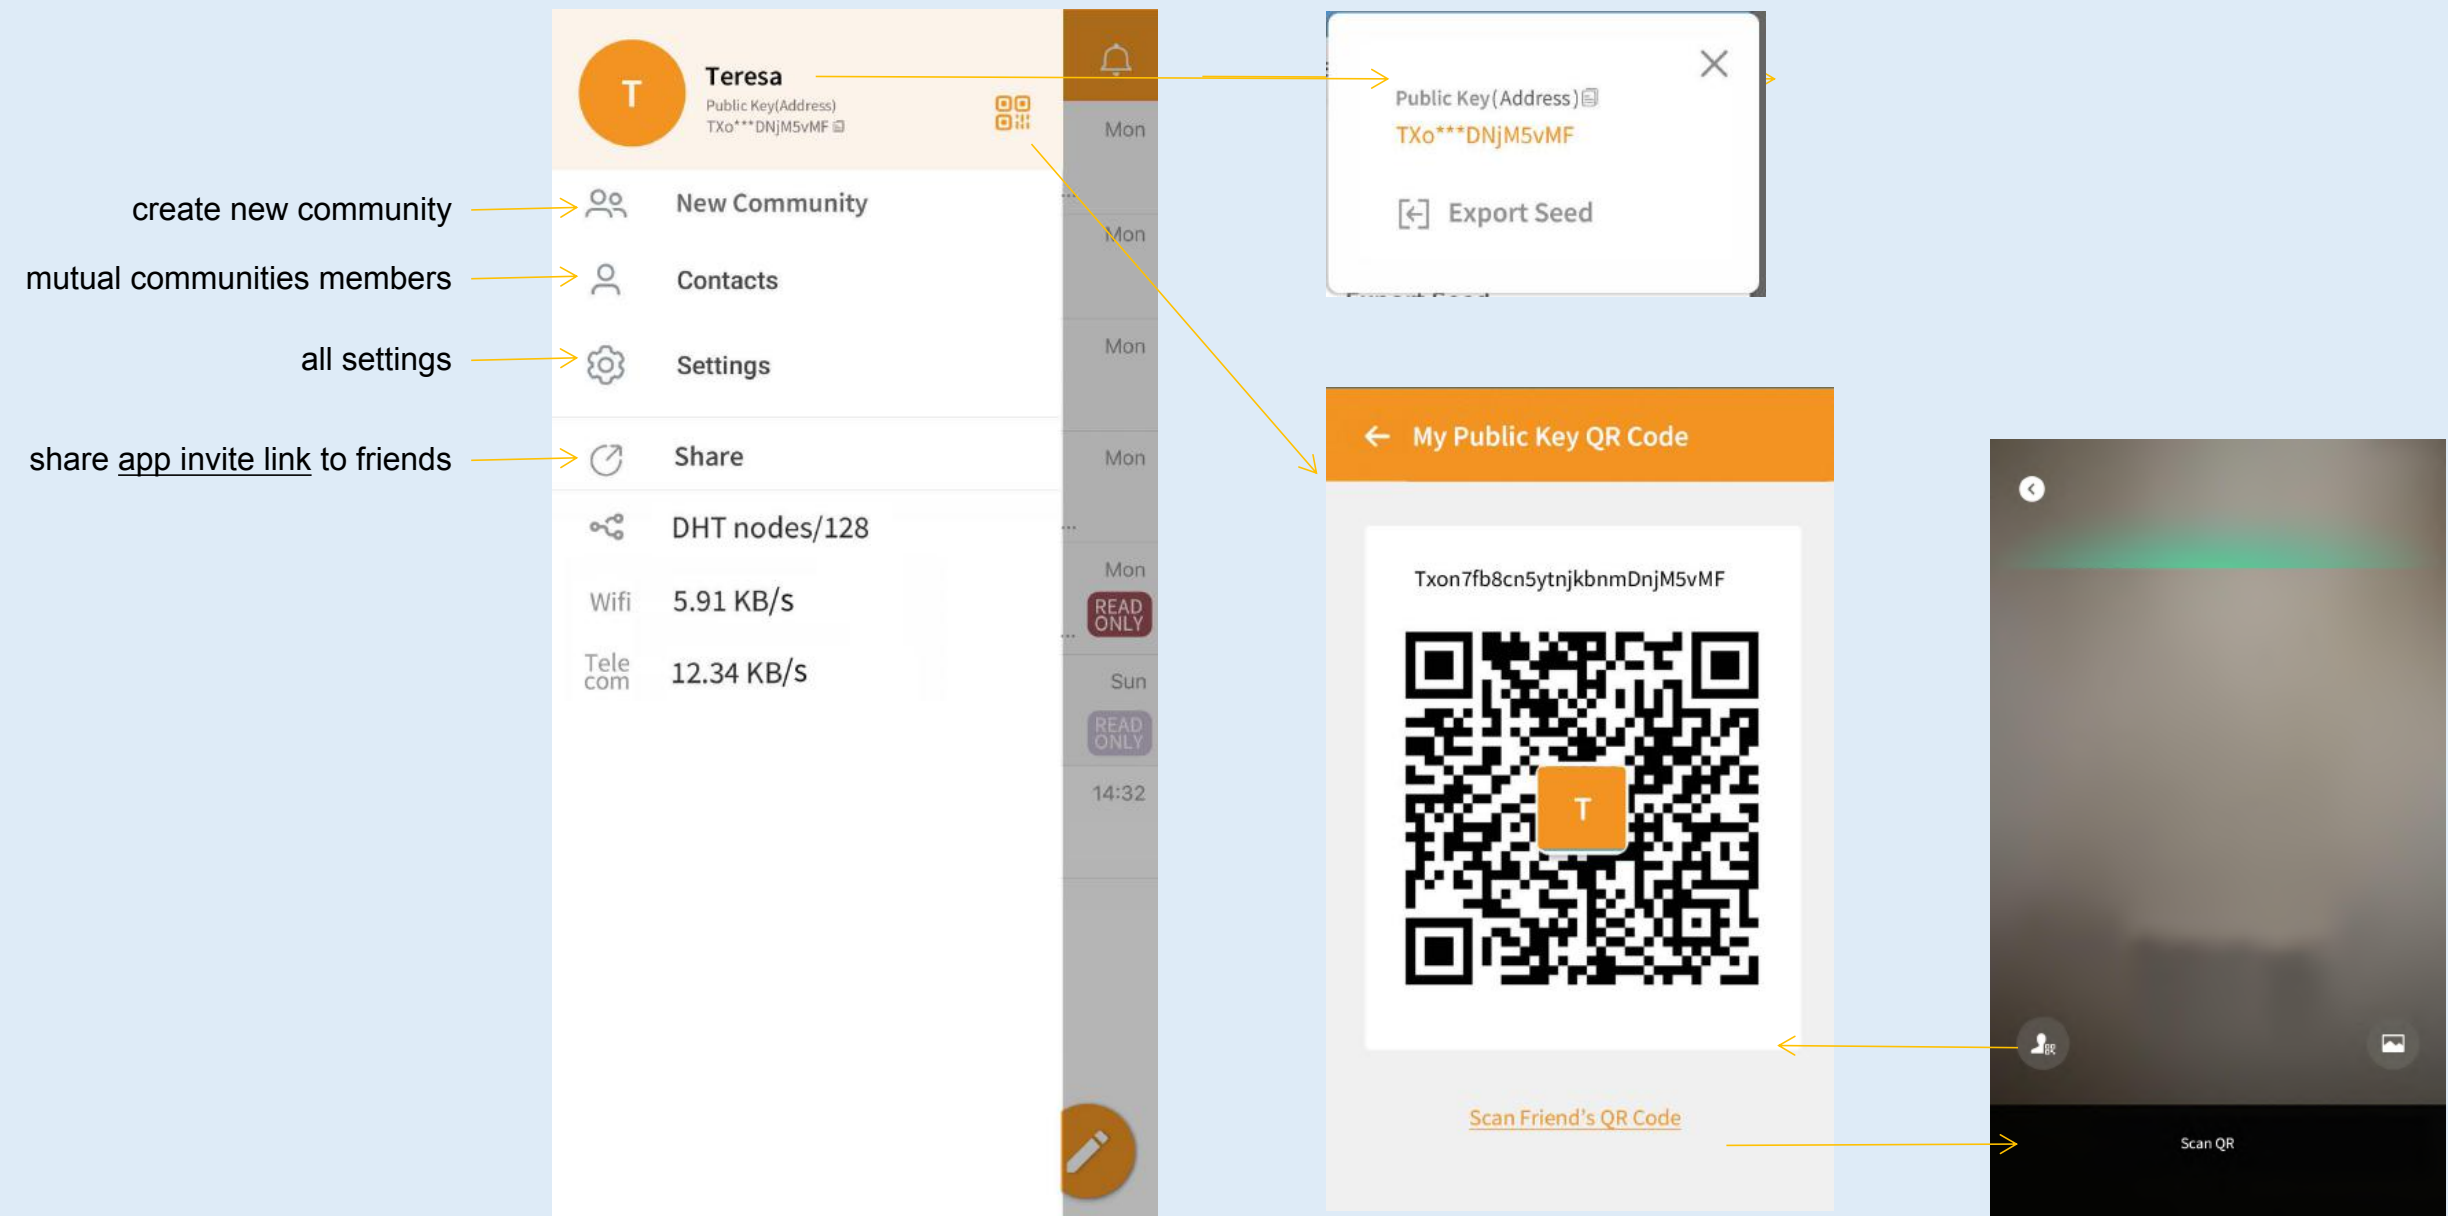 create new community
mutual communities members
all settings
share app invite link to friends
T
Teresa
Public Key(Address)
TXo***DNjM5vMF
New Community
Contacts
Settings
Share
DHT nodes/128
Wifi
5.91 KB/s
Tele
com
12.34 KB/s
Mon
...
Mon
Mon
Mon
...
Mon
READ
ONLY
...
Sun
READ
ONLY
14:32
Public Key(Address)
TXo***DNjM5vMF
Export Seed
My Public Key QR Code
Txon7fb8cn5ytnjkbnmDnjM5vMF
T
Scan Friend's QR Code
Scan QR